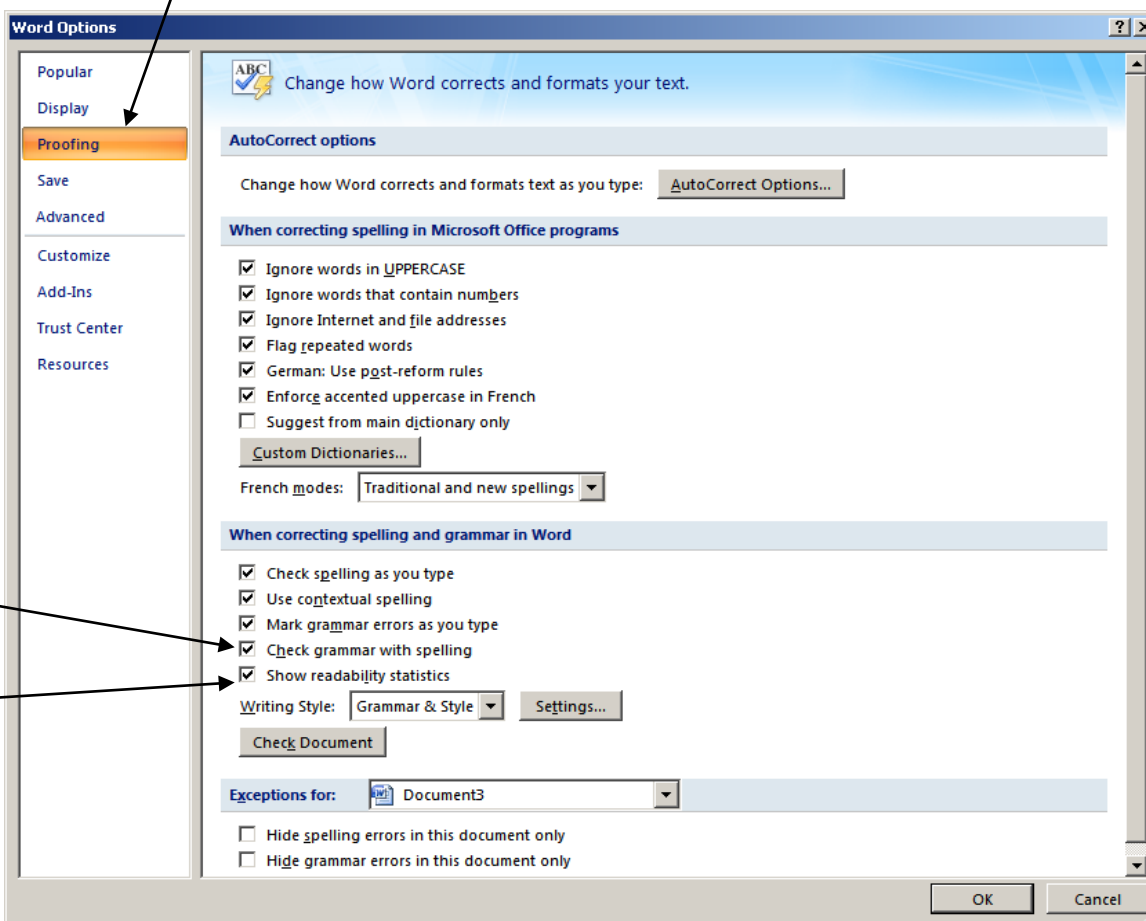 Word Options
Popular
Display
Proofing
Save
Advanced
Customize
Add-Ins
Trust Center
Resources
ABC
Change how Word corrects and formats your text.
AutoCorrect options
Change how Word corrects and formats text as you type: AutoCorrect Options...
When correcting spelling in Microsoft Office programs
Ignore words in UPPERCASE
Ignore words that contain numbers
Ignore Internet and file addresses
Flag repeated words
German: Use post-reform rules
Enforce accented uppercase in French
Suggest from main dictionary only
Custom Dictionaries...
French modes: Traditional and new spellings
When correcting spelling and grammar in Word
Check spelling as you type
Use contextual spelling
Mark grammar errors as you type
Check grammar with spelling
Show readability statistics
Writing Style: Grammar & Style Settings...
Check Document
Exceptions for: Document3
Hide spelling errors in this document only
Hide grammar errors in this document only
OK Cancel